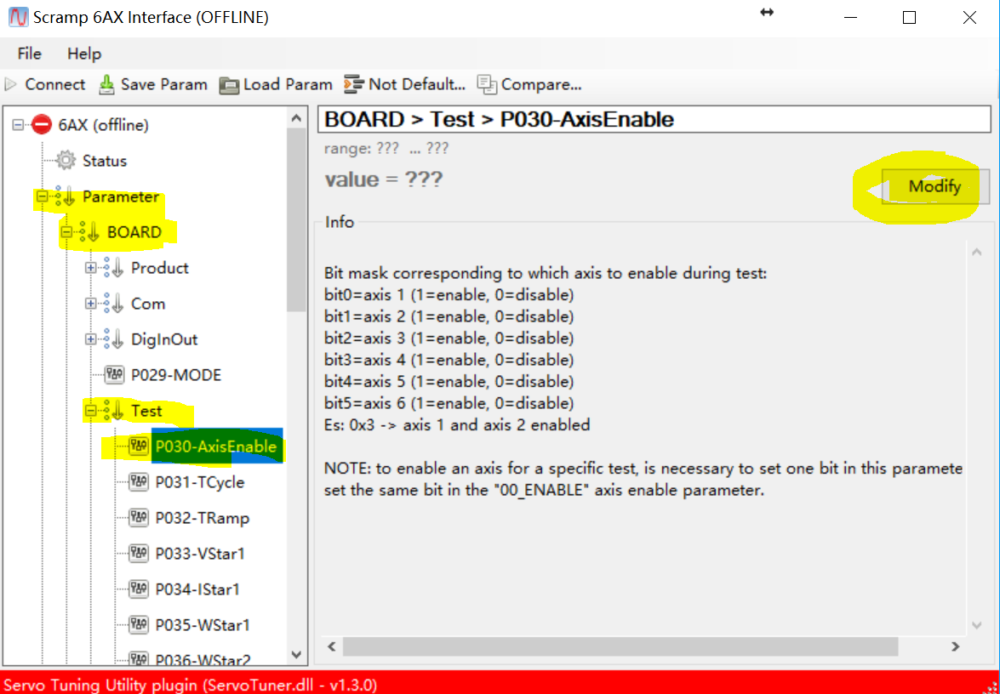 Scramp 6AX Interface (OFFLINE)
File Help
Connect Save Param Load Param Not Default... Compare...
6AX (offline)
Status
Parameter
BOARD
Product
Com
DigInOut
P029-MODE
Test
P030-AxisEnable
P031-TCycle
P032-TRamp
P033-VStar1
P034-IStar1
P035-WStar1
P036-WStar2
BOARD > Test > P030-AxisEnable
range: ??? ... ???
value = ???
Modify
Info
Bit mask corresponding to which axis to enable during test:
bit0=axis 1 (1=enable, 0=disable)
bit1=axis 2 (1=enable, 0=disable)
bit2=axis 3 (1=enable, 0=disable)
bit3=axis 4 (1=enable, 0=disable)
bit4=axis 5 (1=enable, 0=disable)
bit5=axis 6 (1=enable, 0=disable)
Es: 0x3 -> axis 1 and axis 2 enabled
NOTE: to enable an axis for a specific test, is necessary to set one bit in this paramete
set the same bit in the "00_ENABLE" axis enable parameter.
Servo Tuning Utility plugin (ServoTuner.dll - v1.3.0)